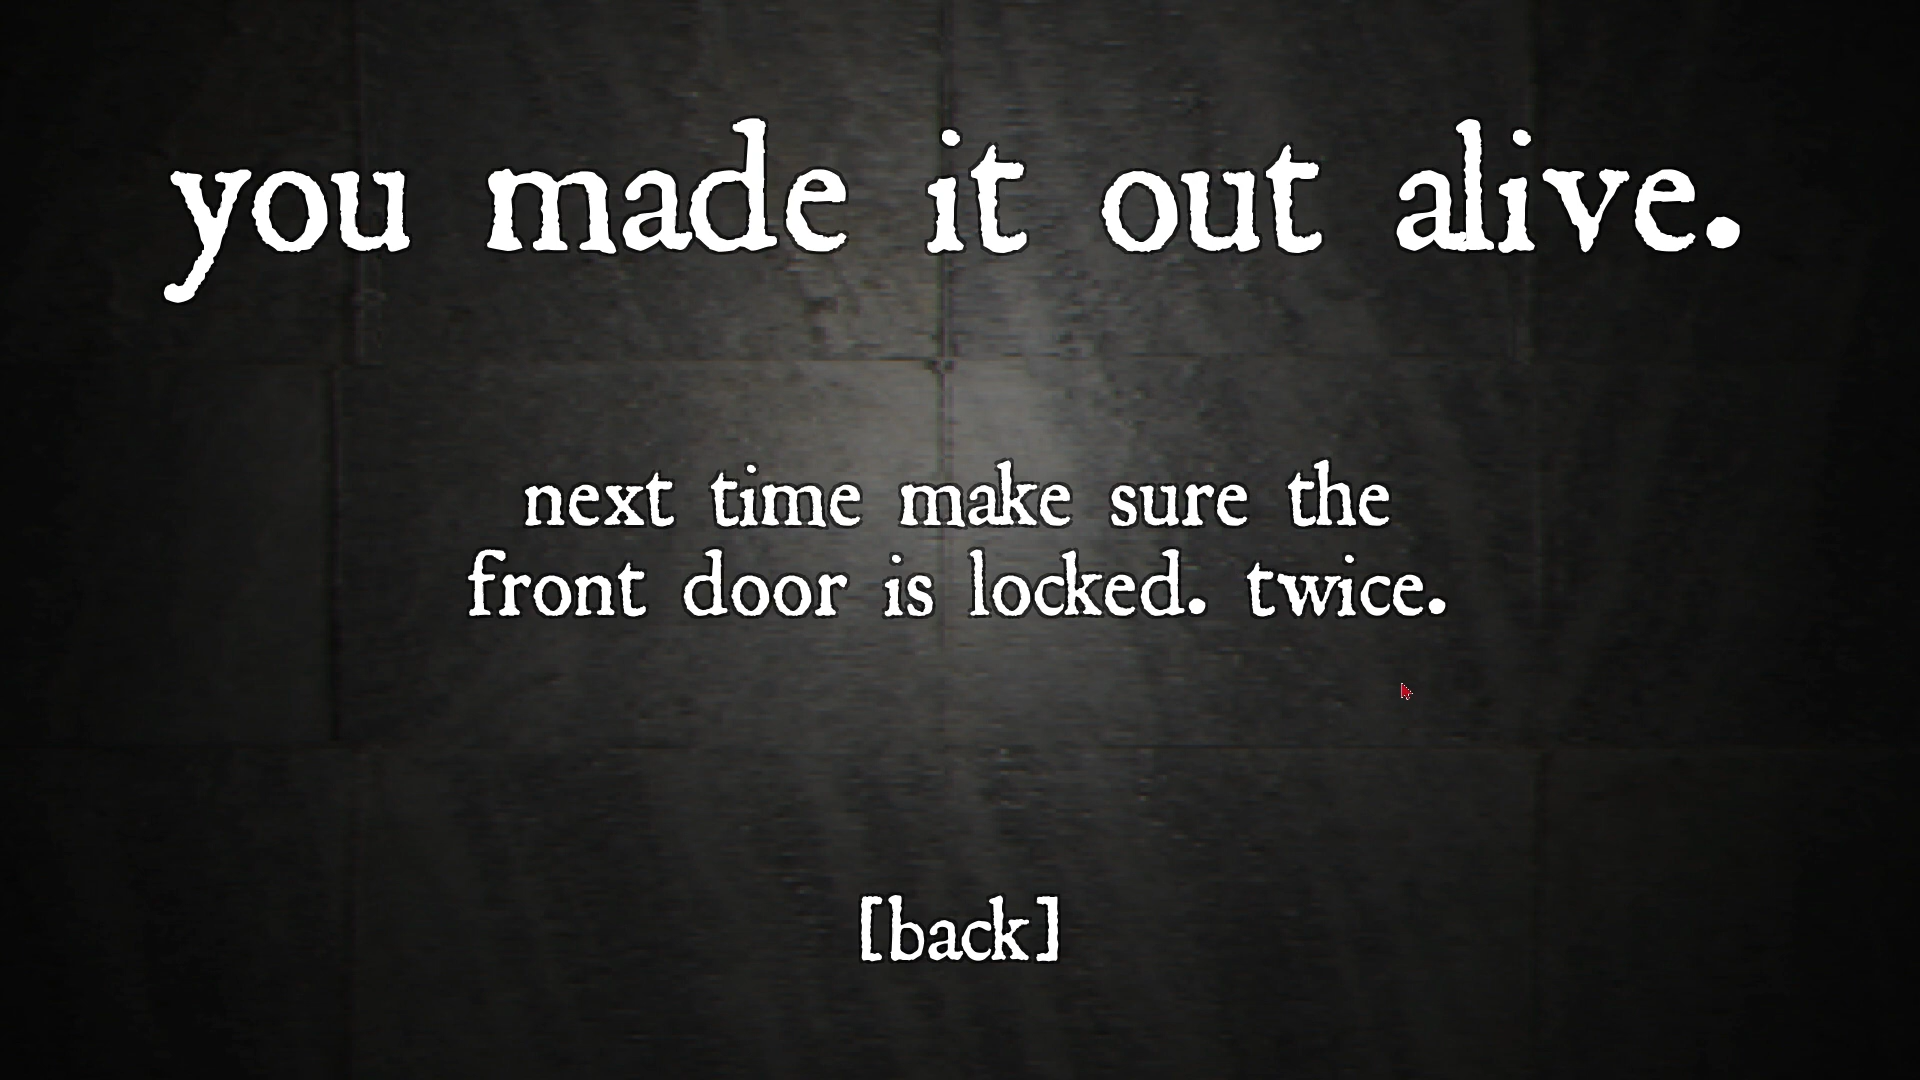 you made it out alive.
next time make sure the
front door is locked. twice.
[back]